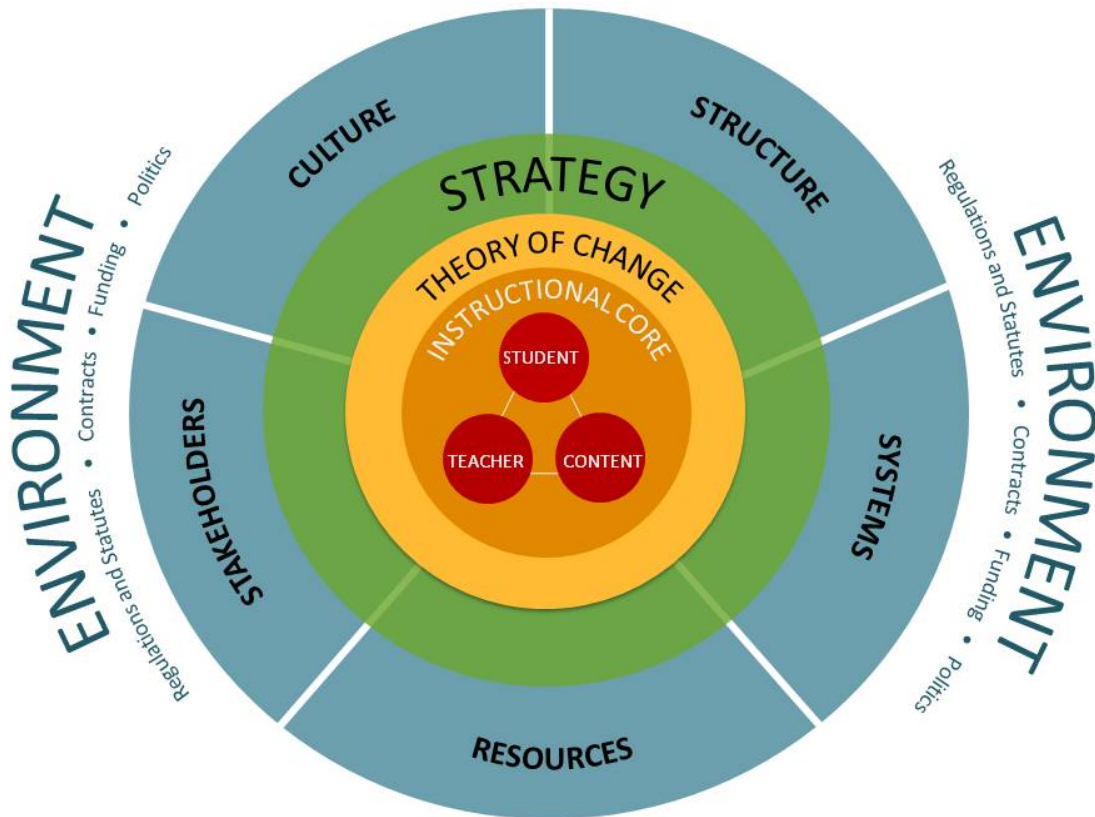 CULTURE
STRUCTURE
STRATEGY
THEORY OF CHANGE
INSTRUCTIONAL CORE
STUDENT
TEACHER
CONTENT
STAKEHOLDERS
SYSTEMS
RESOURCES
ENVIRONMENT
Regulations and Statutes • Contracts • Funding • Politics
ENVIRONMENT
Regulations and Statutes • Contracts • Funding • Politics